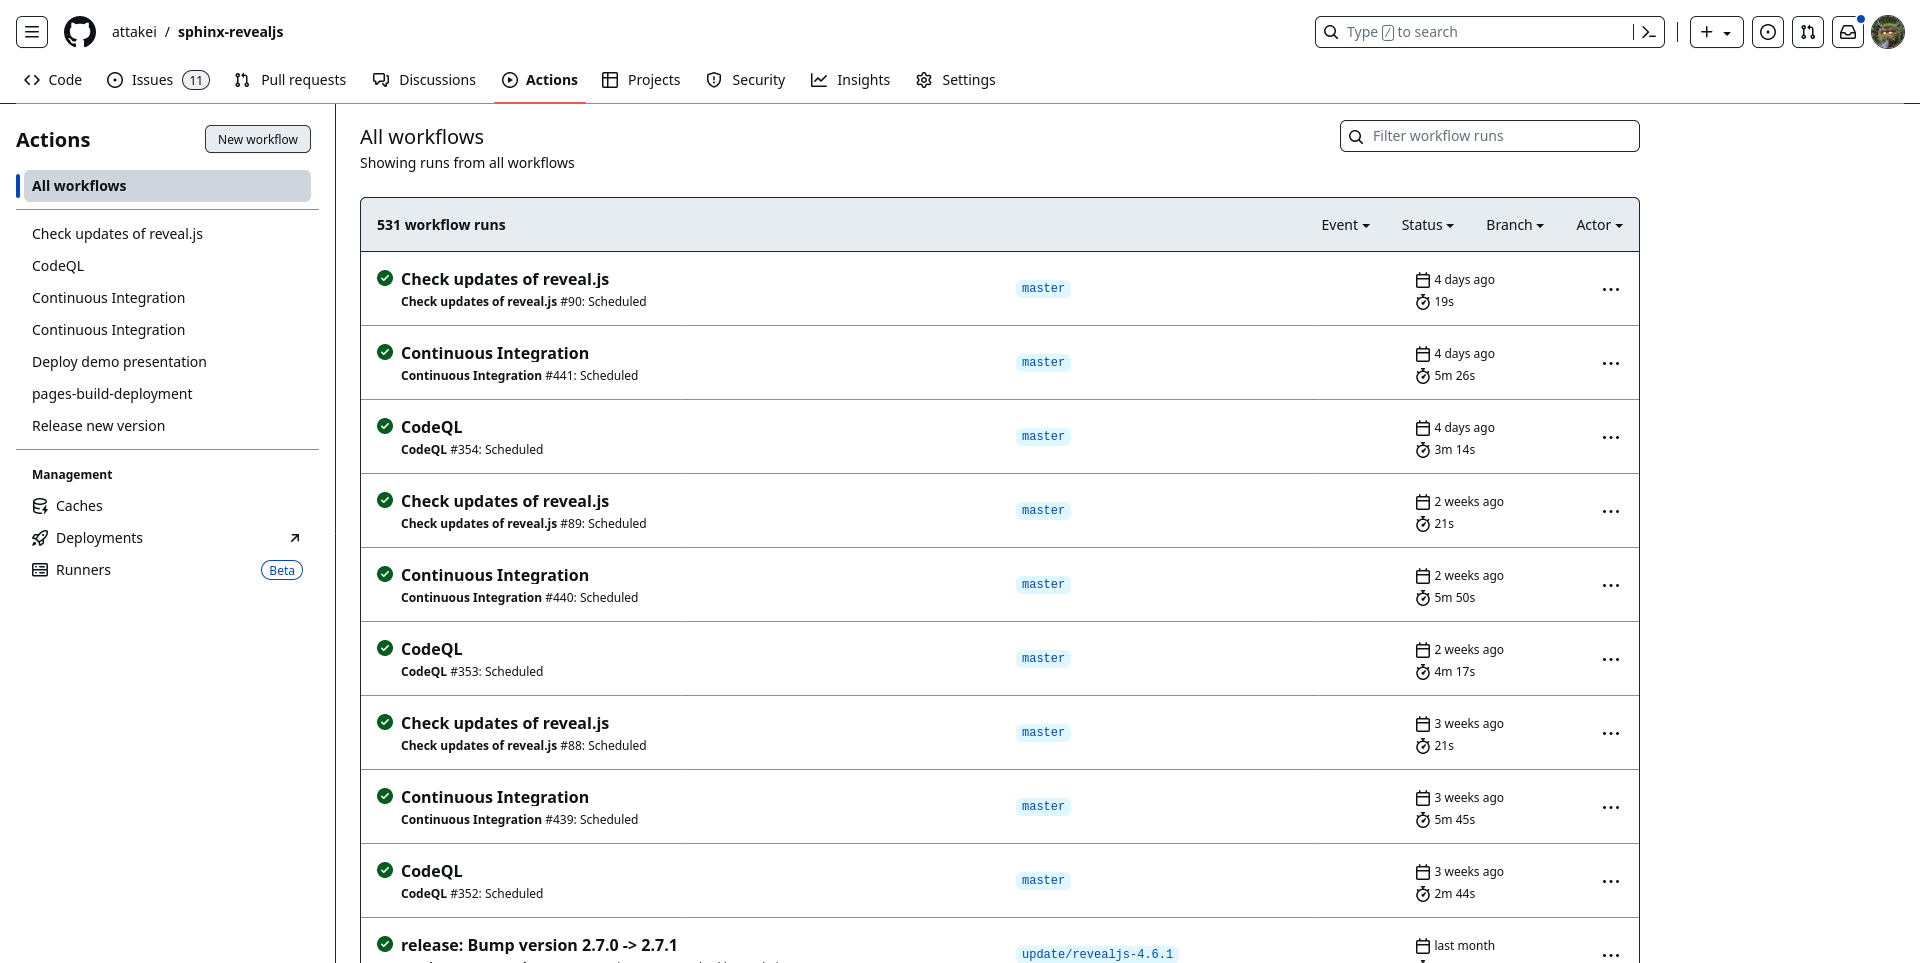 attakei / sphinx-revealjs
Type / to search
Code
Issues 11
Pull requests
Discussions
Actions
Projects
Security
Insights
Settings
Actions
New workflow
All workflows
Check updates of reveal.js
CodeQL
Continuous Integration
Continuous Integration
Deploy demo presentation
pages-build-deployment
Release new version
Management
Caches
Deployments
Runners Beta
All workflows
Showing runs from all workflows
Filter workflow runs
531 workflow runs
Event Status Branch Actor
Check updates of reveal.js
Check updates of reveal.js #90: Scheduled
master
4 days ago
19s
Continuous Integration
Continuous Integration #441: Scheduled
master
4 days ago
5m 26s
CodeQL
CodeQL #354: Scheduled
master
4 days ago
3m 14s
Check updates of reveal.js
Check updates of reveal.js #89: Scheduled
master
2 weeks ago
21s
Continuous Integration
Continuous Integration #440: Scheduled
master
2 weeks ago
5m 50s
CodeQL
CodeQL #353: Scheduled
master
2 weeks ago
4m 17s
Check updates of reveal.js
Check updates of reveal.js #88: Scheduled
master
3 weeks ago
21s
Continuous Integration
Continuous Integration #439: Scheduled
master
3 weeks ago
5m 45s
CodeQL
CodeQL #352: Scheduled
master
3 weeks ago
2m 44s
release: Bump version 2.7.0 -> 2.7.1
update/revealjs-4.6.1
last month